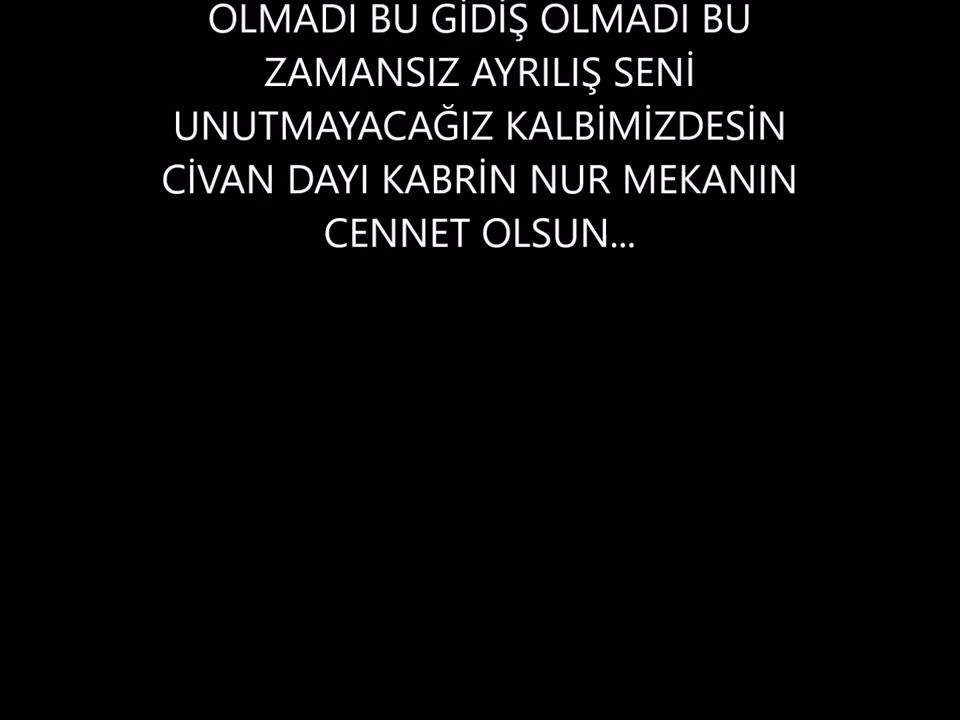 OLMADI BU GİDİŞ OLMADI BU
ZAMANSIZ AYRILIŞ SENİ
UNUTMAYACAĞIZ KALBİMİZDESİN
CİVAN DAYI KABRİN NUR MEKANIN
CENNET OLSUN...